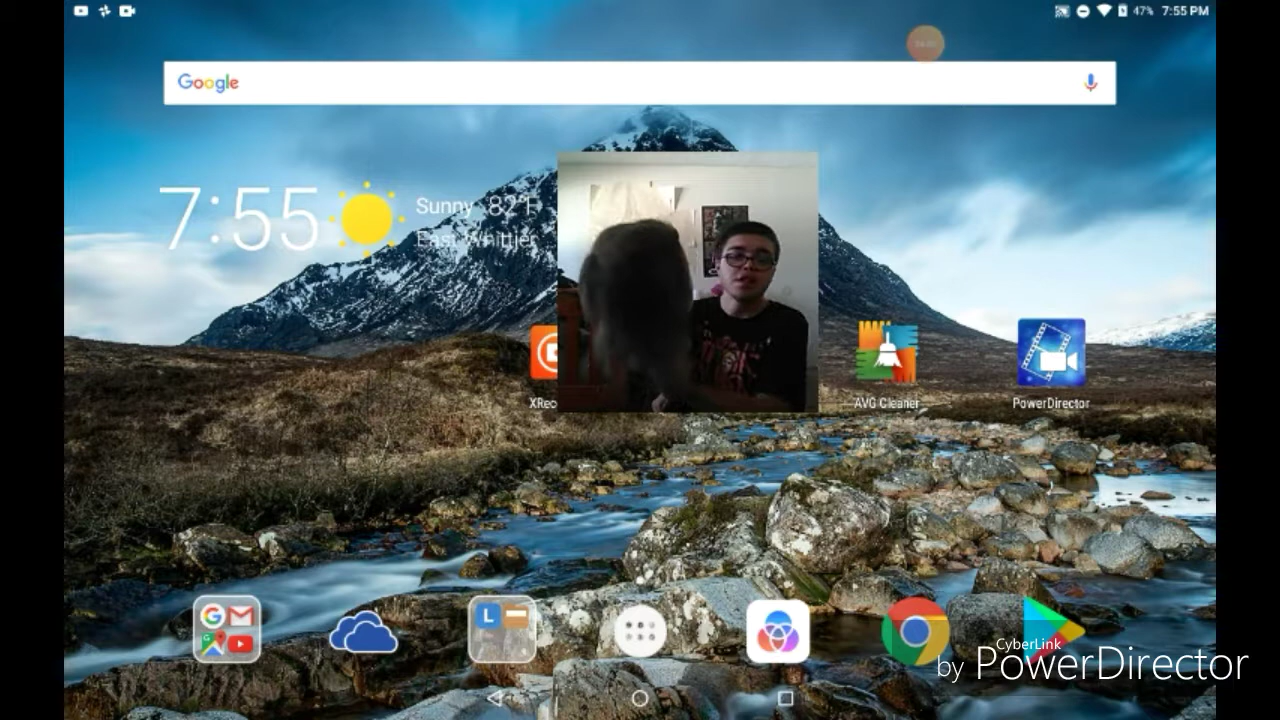 47% 7:55 PM
Google
7:55
Sunny 82°F
East Whittier
XRec
AVG Cleaner
PowerDirector
L
CyberLink
by PowerDirector